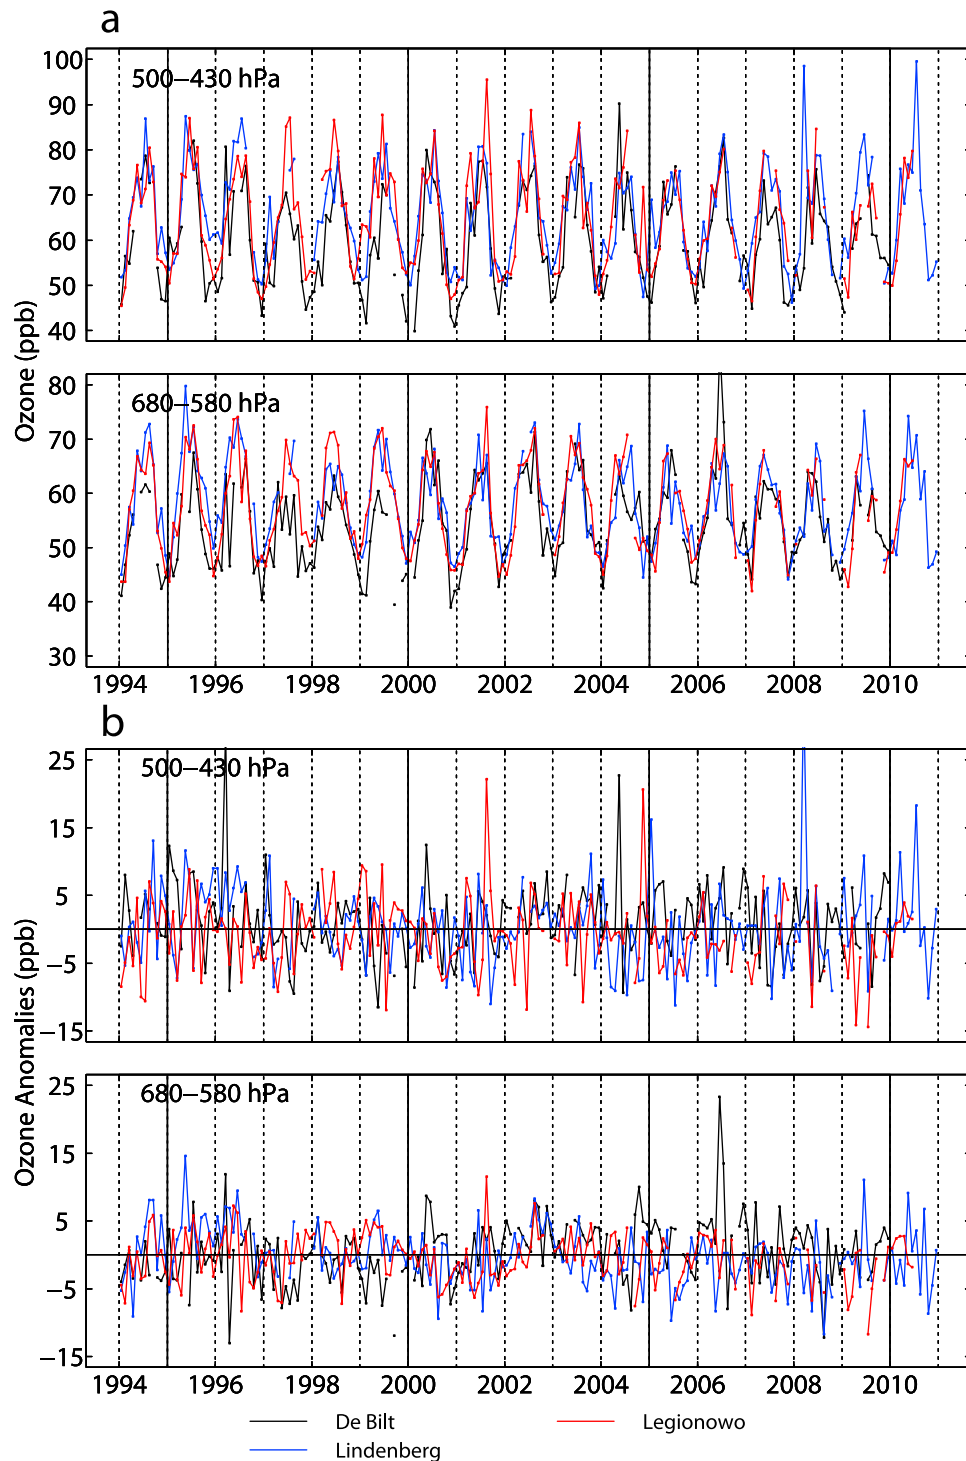 a
500–430 hPa
100
90
80
70
60
50
40
Ozone (ppb)
680–580 hPa
80
70
60
50
40
30
1994 1996 1998 2000 2002 2004 2006 2008 2010
b
500–430 hPa
25
15
5
−5
−15
Ozone Anomalies (ppb)
680–580 hPa
25
15
5
−5
−15
1994 1996 1998 2000 2002 2004 2006 2008 2010
De Bilt
Legionowo
Lindenberg